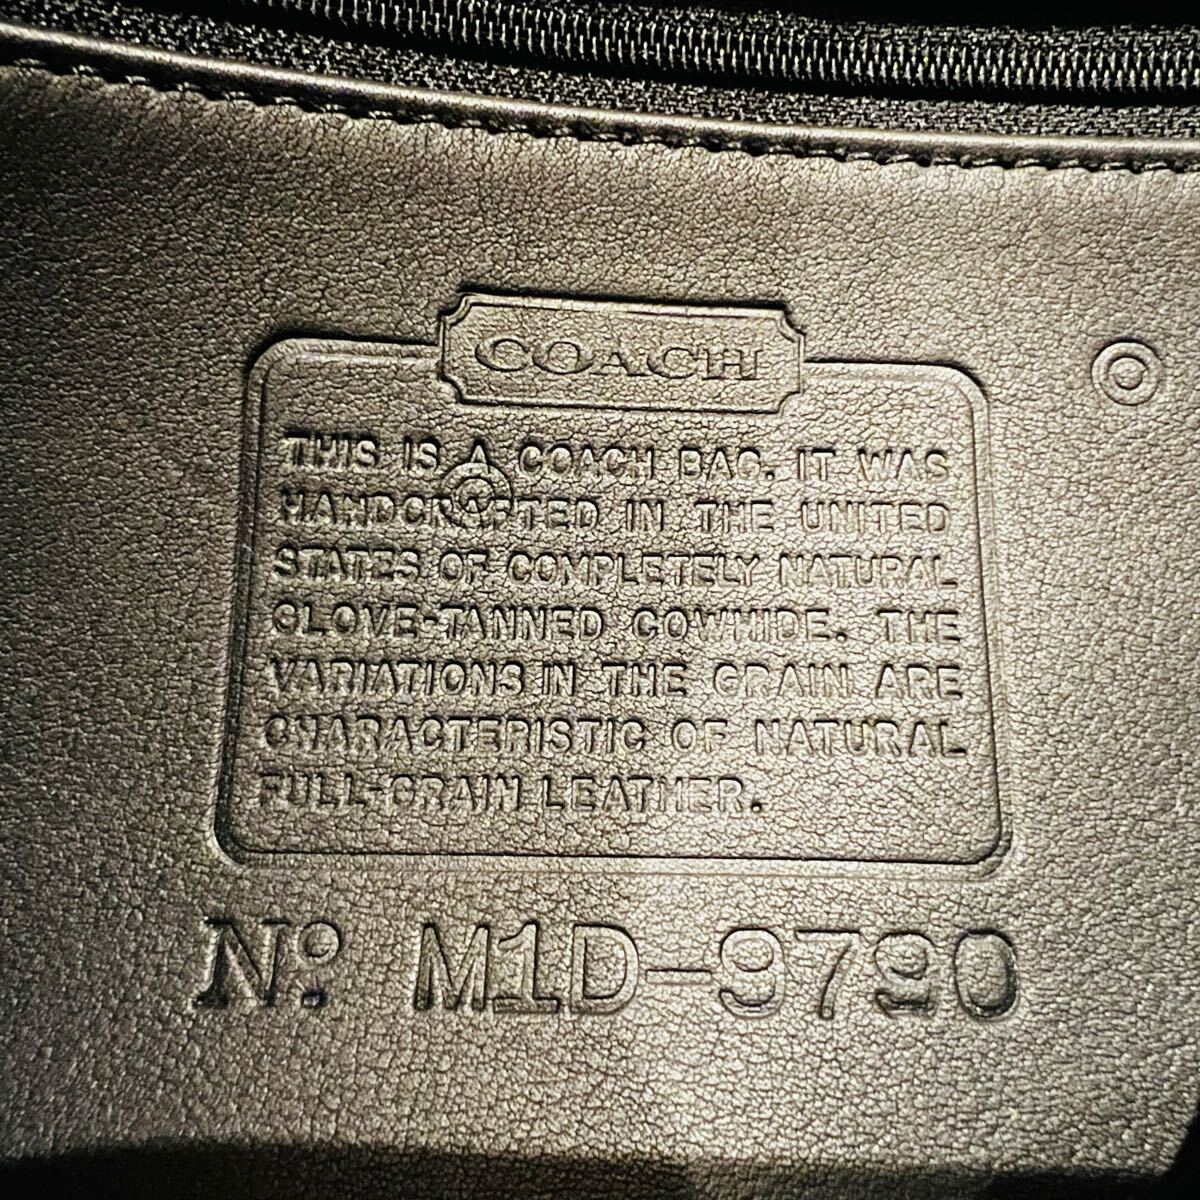 COACH
THIS IS A COACH BAG. IT WAS
HANDCRAFTED IN THE UNITED
STATES OF COMPLETELY NATURAL
GLOVE-TANNED COWHIDE. THE
VARIATIONS IN THE GRAIN ARE
CHARACTERISTIC OF NATURAL
FULL-GRAIN LEATHER.
No. M1D-9790